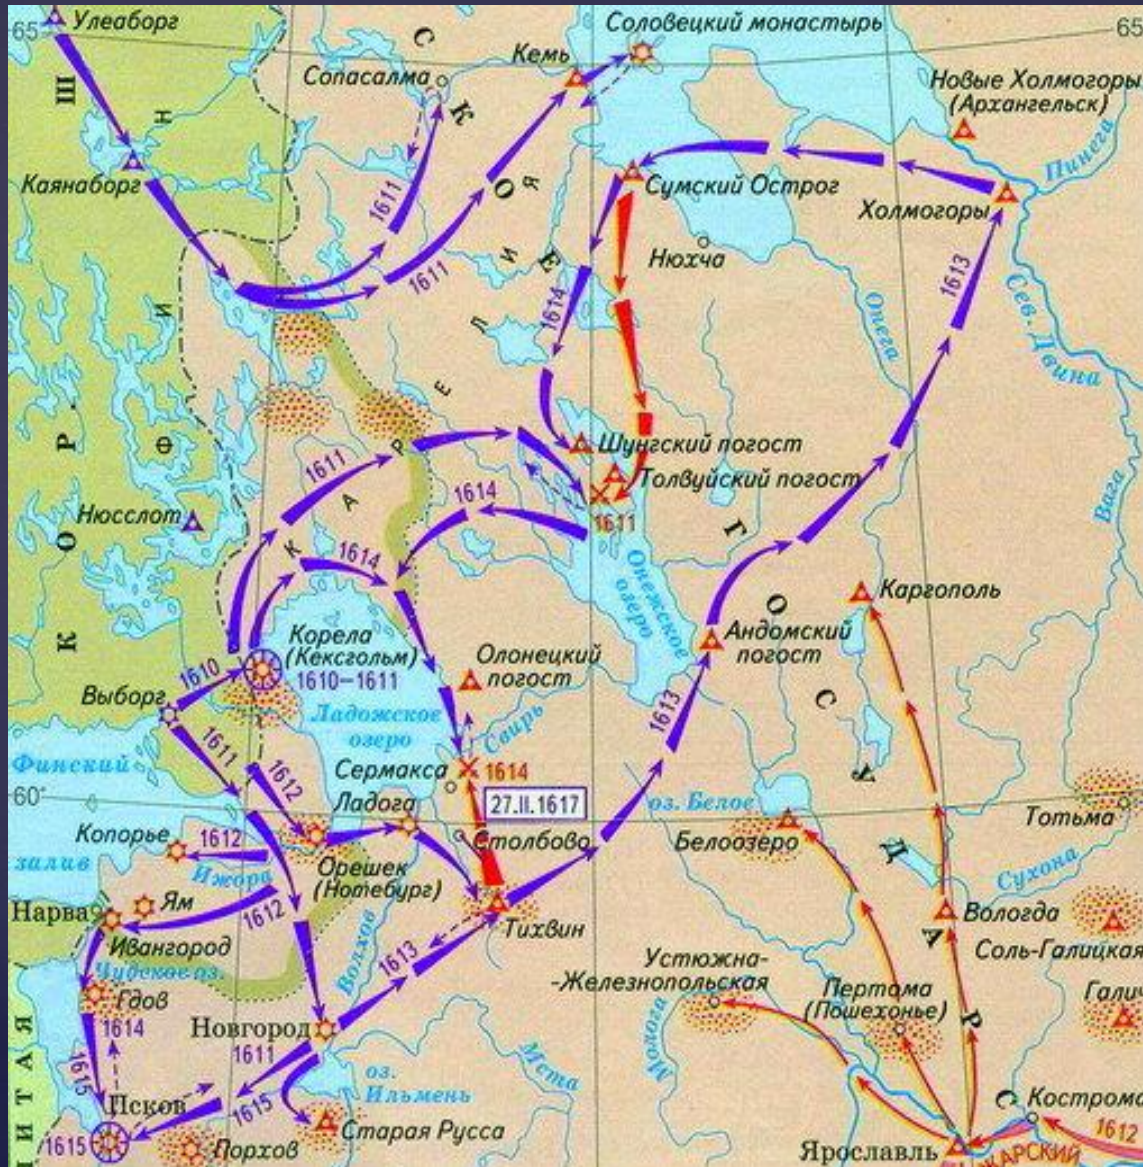 Улеаборг
Соловецкий монастырь
65
65
Кемь
Сопасалма
Новые Холмогоры
(Архангельск)
Пинега
Каянаборг
Сумский Острог
Холмогоры
1611
1611
Нюхча
1613
1614
Онега
Сев. Двина
Шунгский погост
Толвуйский погост
1611
1614
1611
Вага
Нюсслот
1614
Онежское
озеро
Каргополь
Корела
(Кексгольм)
1610–1611
Андомский
погост
Олонецкий
погост
1610
Выборг
Ладожское
озеро
Свирь
1613
1611
1612
Финский
залив
Сермакса
1614
60°
Ладога
27.II.1617
оз. Белое
Тотьма
Копорье
1612
Столбово
Белоозеро
Орешек
(Нотебург)
Ижора
Сухона
Ям
1612
Нарва
Ивангород
Тихвин
Вологда
Соль-Галицкая
Волхов
1613
Чудское оз.
Гдов
Устюжна-
-Железнопольская
Пертома
(Пошехонье)
Галич
1614
Новгород
1611
Молога
Мста
1615
оз.
Ильмень
Псков
1615
Кострома
1612
1615
Порхов
Старая Русса
Ярославль
ЖАРСКИЙ
К О Р . Ш
Ф И Н
К А Р Е Л И Я
Р С К О Е
Г О С У Д А Р С
И Т А Я